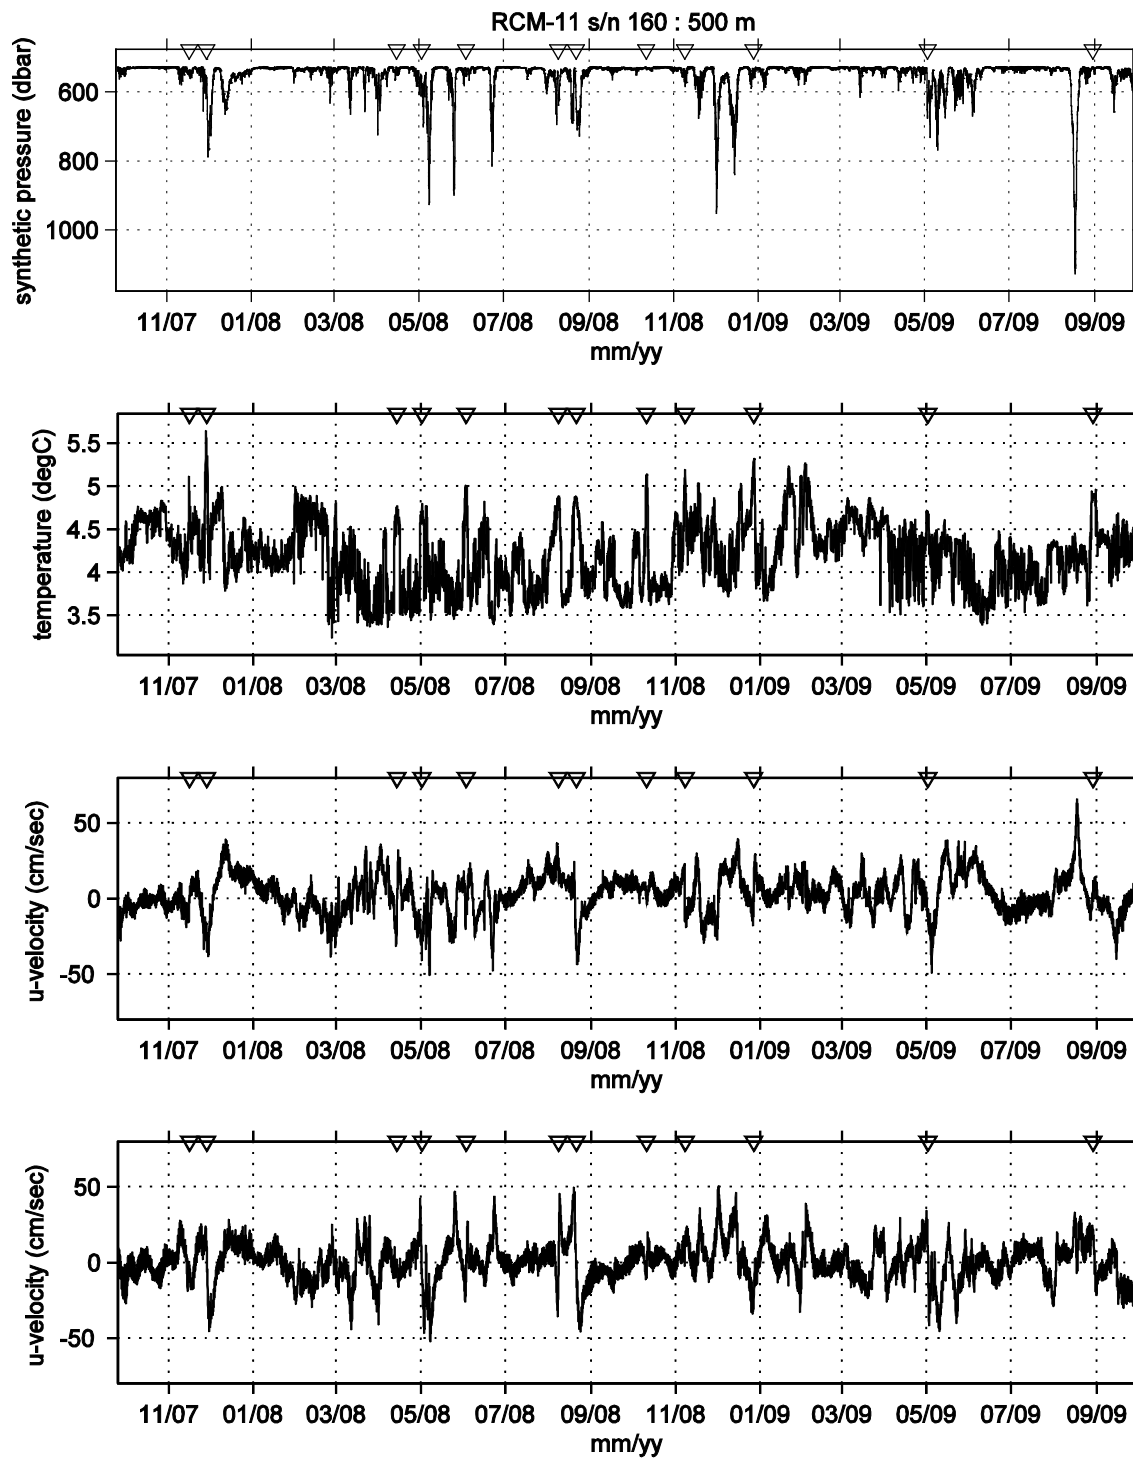 RCM-11 s/n 160 : 500 m
synthetic pressure (dbar)
600
800
1000
11/07 01/08 03/08 05/08 07/08 09/08 11/08 01/09 03/09 05/09 07/09 09/09
mm/yy
temperature (degC)
5.5
5
4.5
4
3.5
11/07 01/08 03/08 05/08 07/08 09/08 11/08 01/09 03/09 05/09 07/09 09/09
mm/yy
u-velocity (cm/sec)
50
0
-50
11/07 01/08 03/08 05/08 07/08 09/08 11/08 01/09 03/09 05/09 07/09 09/09
mm/yy
u-velocity (cm/sec)
50
0
-50
11/07 01/08 03/08 05/08 07/08 09/08 11/08 01/09 03/09 05/09 07/09 09/09
mm/yy